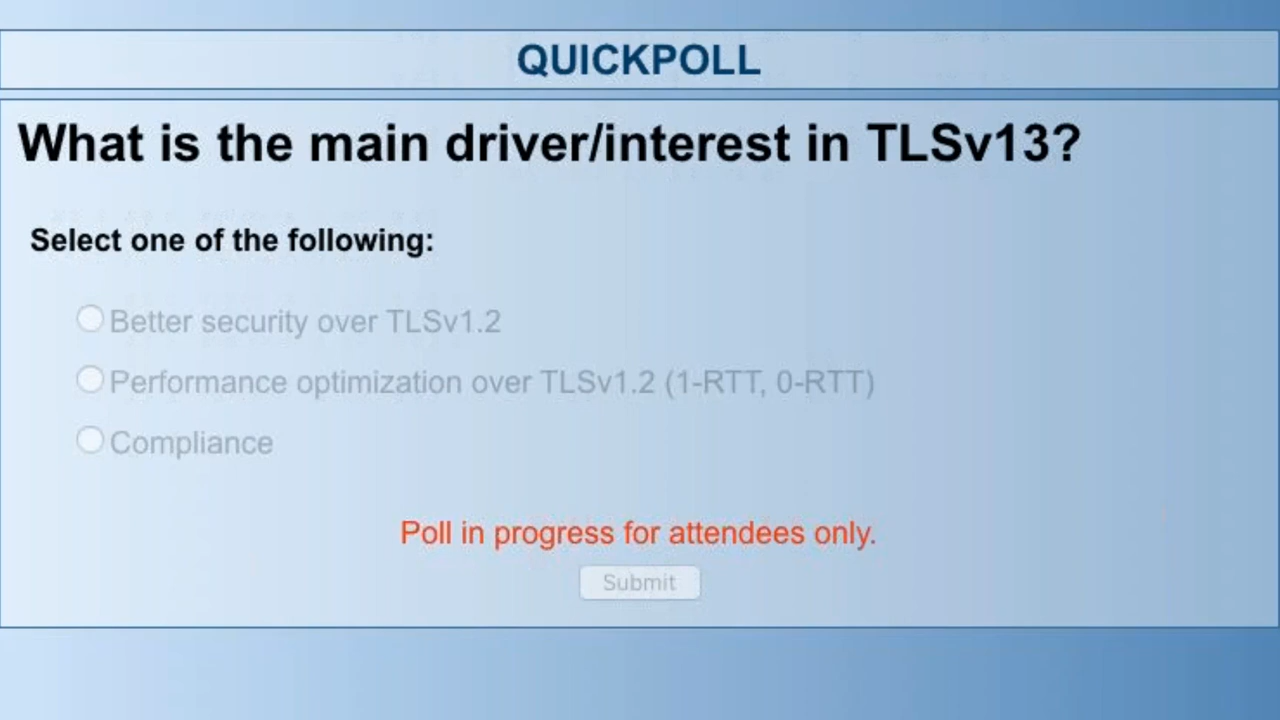 QUICKPOLL
What is the main driver/interest in TLSv13?
Select one of the following:
Better security over TLSv1.2
Performance optimization over TLSv1.2 (1-RTT, 0-RTT)
Compliance
Poll in progress for attendees only.
Submit